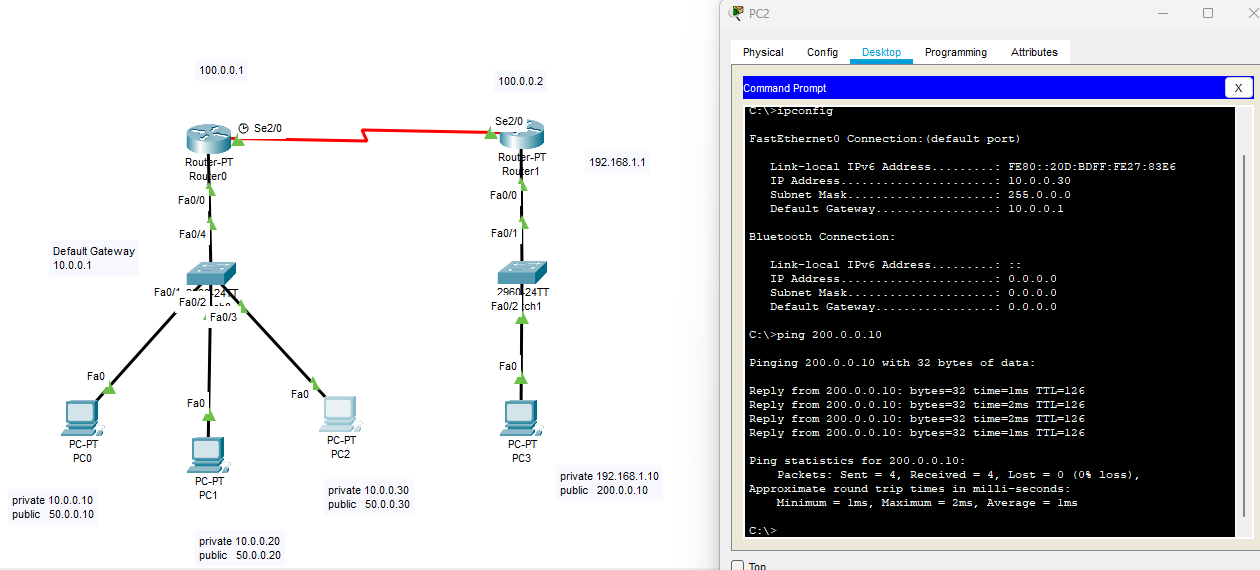 100.0.0.1
100.0.0.2
Se2/0
Se2/0
Router-PT
Router0
Router-PT
Router1
192.168.1.1
Fa0/0
Fa0/0
Fa0/4
Fa0/1
Default Gateway
10.0.0.1
Fa0/1
24TT
Fa0/2
Fa0/3
2960-24TT
Fa0/2
Fa0
Fa0
Fa0
Fa0
PC-PT
PC0
PC-PT
PC1
PC-PT
PC2
PC-PT
PC3
private 10.0.0.10
public 50.0.0.10
private 10.0.0.20
public 50.0.0.20
private 10.0.0.30
public 50.0.0.30
private 192.168.1.10
public 200.0.0.10
PC2
Physical Config Desktop Programming Attributes
Command Prompt
X
C:\>ipconfig
FastEthernet0 Connection:(default port)
Link-local IPv6 Address.........: FE80::20D:BDFF:FE27:83E6
IP Address......................: 10.0.0.30
Subnet Mask.....................: 255.0.0.0
Default Gateway.................: 10.0.0.1
Bluetooth Connection:
Link-local IPv6 Address.........: ::
IP Address......................: 0.0.0.0
Subnet Mask.....................: 0.0.0.0
Default Gateway.................: 0.0.0.0
C:\>ping 200.0.0.10
Pinging 200.0.0.10 with 32 bytes of data:
Reply from 200.0.0.10: bytes=32 time=1ms TTL=126
Reply from 200.0.0.10: bytes=32 time=2ms TTL=126
Reply from 200.0.0.10: bytes=32 time=2ms TTL=126
Reply from 200.0.0.10: bytes=32 time=1ms TTL=126
Ping statistics for 200.0.0.10:
Packets: Sent = 4, Received = 4, Lost = 0 (0% loss),
Approximate round trip times in milli-seconds:
Minimum = 1ms, Maximum = 2ms, Average = 1ms
C:\>
Top